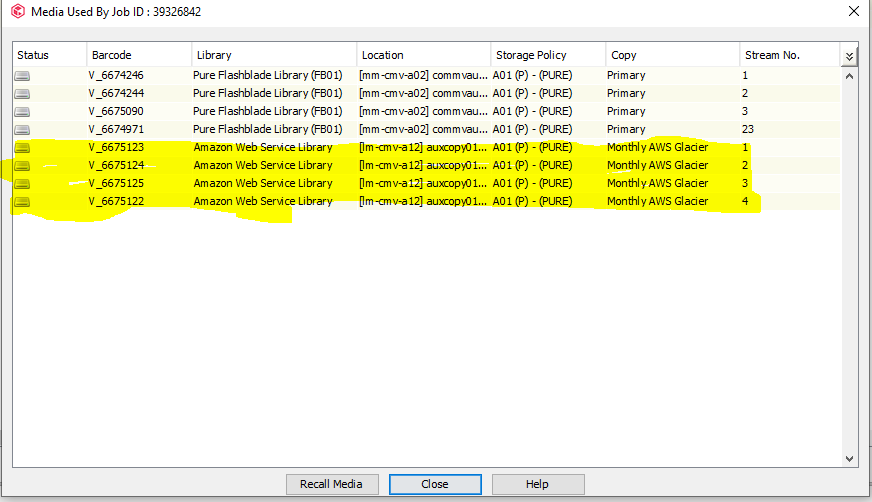 Media Used By Job ID : 39326842
Status Barcode Library Location Storage Policy Copy Stream No.
V_6674246 Pure Flashblade Library (FB01) [mm-cmv-a02] commvau... A01 (P) - (PURE) Primary 1
V_6674244 Pure Flashblade Library (FB01) [mm-cmv-a02] commvau... A01 (P) - (PURE) Primary 2
V_6675090 Pure Flashblade Library (FB01) [mm-cmv-a02] commvau... A01 (P) - (PURE) Primary 3
V_6674971 Pure Flashblade Library (FB01) [mm-cmv-a02] commvau... A01 (P) - (PURE) Primary 23
V_6675123 Amazon Web Service Library [lm-cmv-a12] auxcopy01... A01 (P) - (PURE) Monthly AWS Glacier 1
V_6675124 Amazon Web Service Library [lm-cmv-a12] auxcopy01... A01 (P) - (PURE) Monthly AWS Glacier 2
V_6675125 Amazon Web Service Library [lm-cmv-a12] auxcopy01... A01 (P) - (PURE) Monthly AWS Glacier 3
V_6675122 Amazon Web Service Library [lm-cmv-a12] auxcopy01... A01 (P) - (PURE) Monthly AWS Glacier 4
Recall Media Close Help